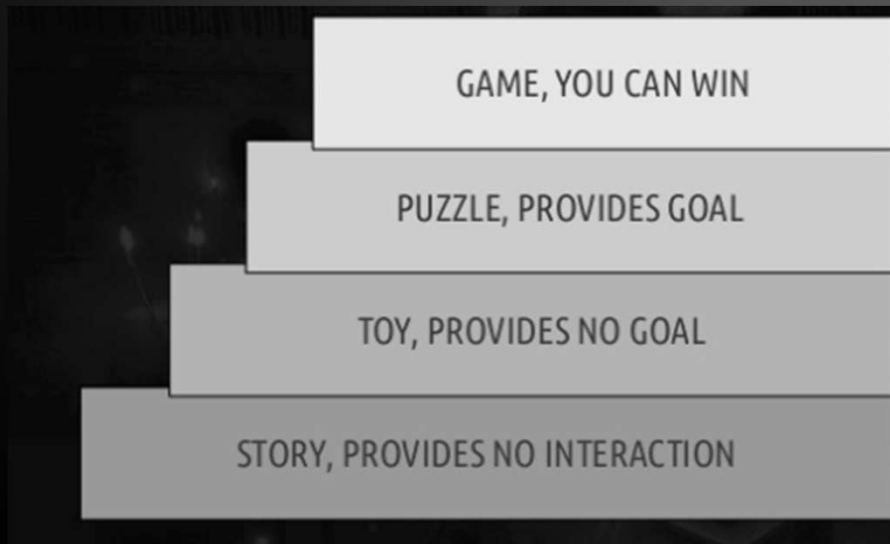 GAME, YOU CAN WIN
PUZZLE, PROVIDES GOAL
TOY, PROVIDES NO GOAL
STORY, PROVIDES NO INTERACTION